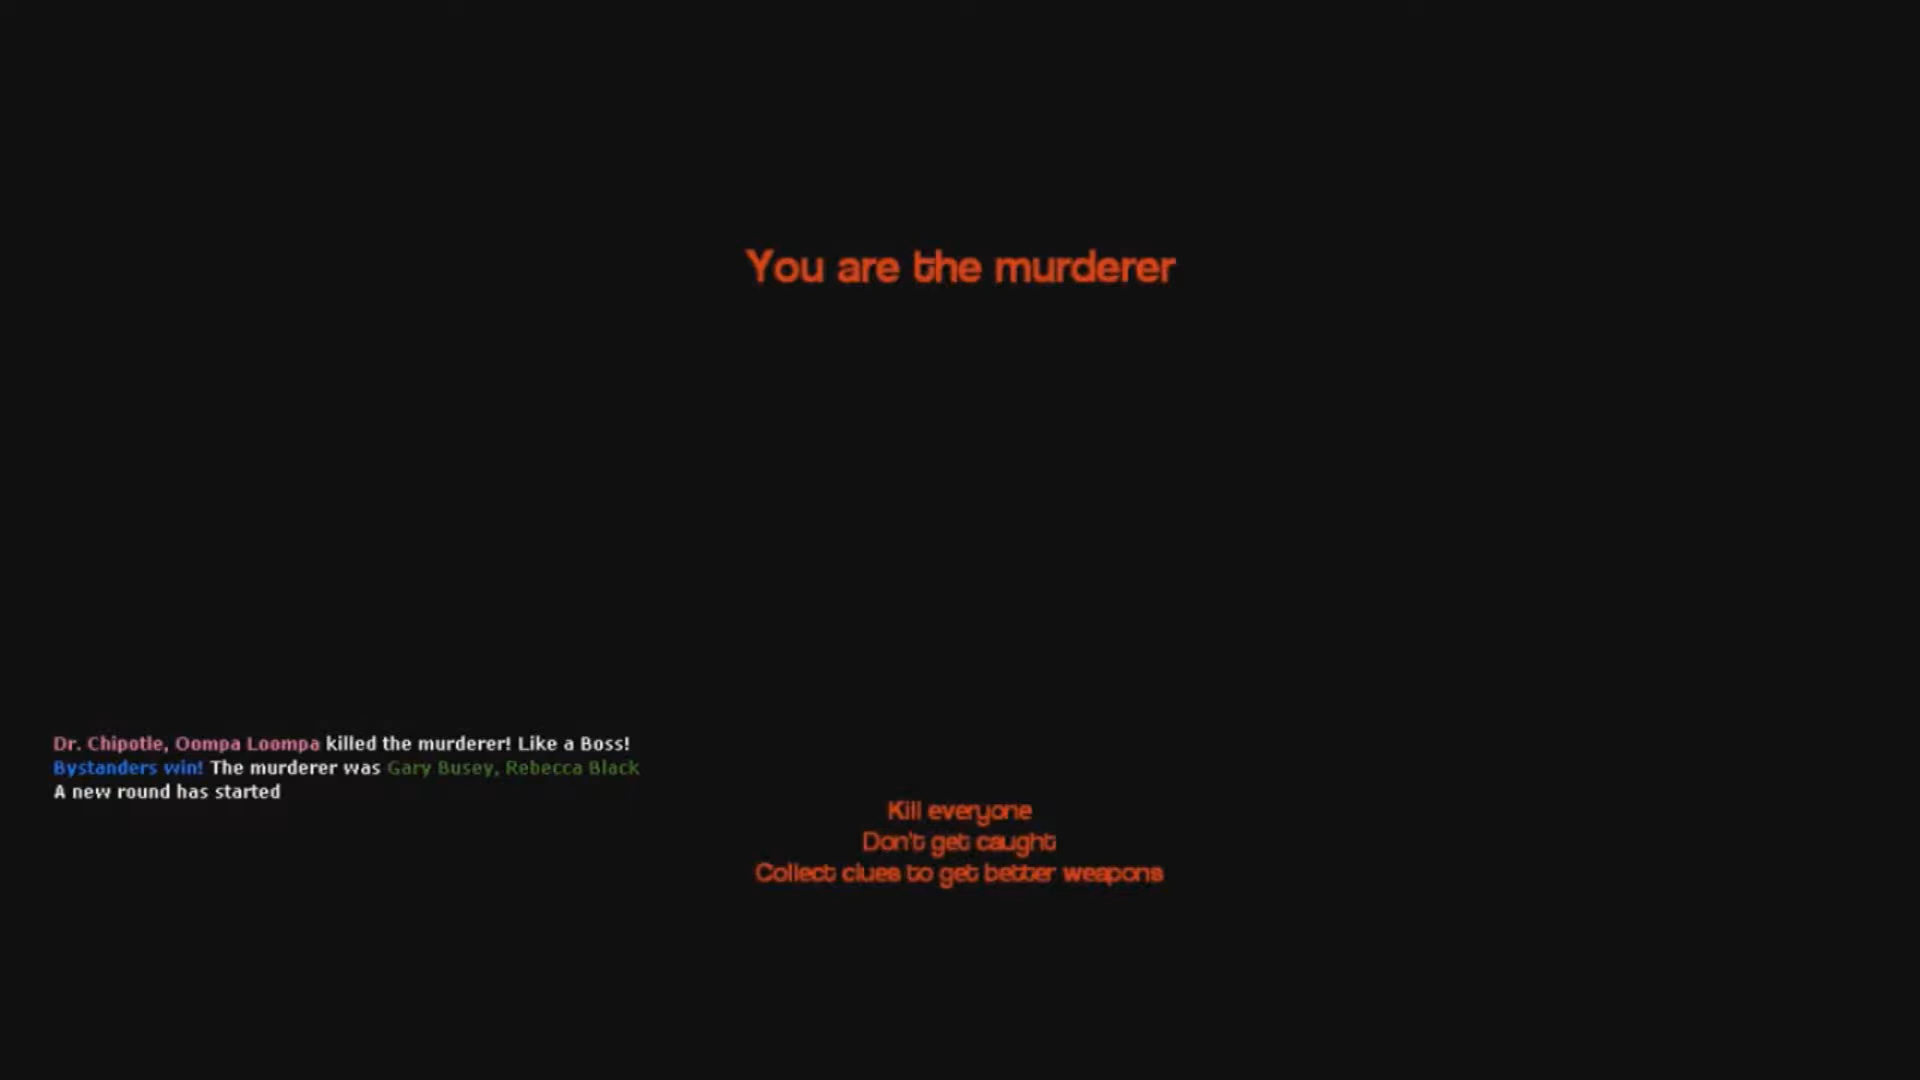 You are the murderer
Dr. Chipotle, Oompa Loompa killed the murderer! Like a Boss!
Bystanders win! The murderer was Gary Busey, Rebecca Black
A new round has started
Kill everyone
Don't get caught
Collect clues to get better weapons